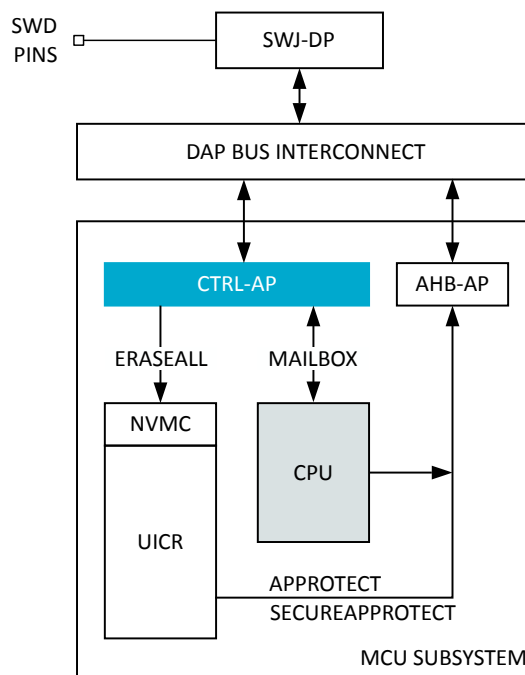 SWD
PINS
SWJ-DP
DAP BUS INTERCONNECT
CTRL-AP
AHB-AP
ERASEALL
MAILBOX
NVMC
CPU
UICR
APPROTECT
SECUREAPPROTECT
MCU SUBSYSTEM